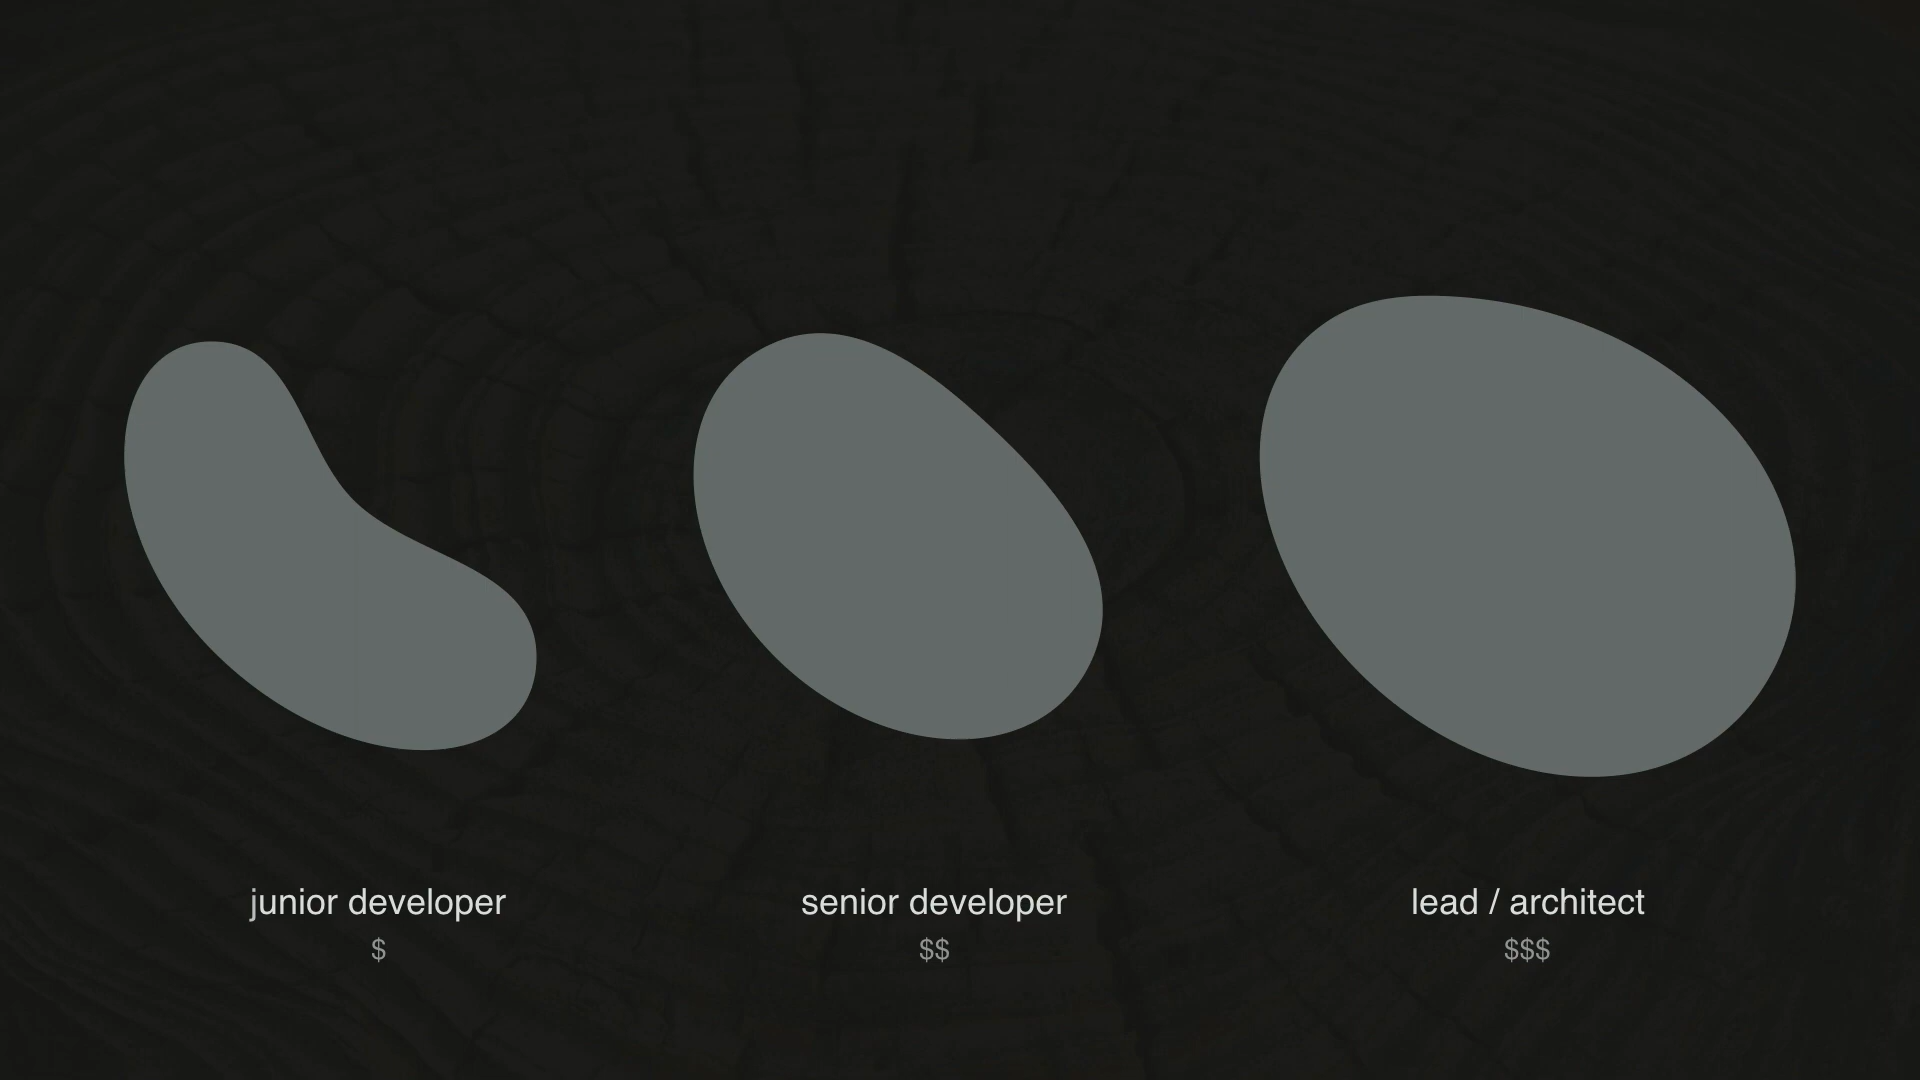 junior developer
$
senior developer
$$
lead / architect
$$$